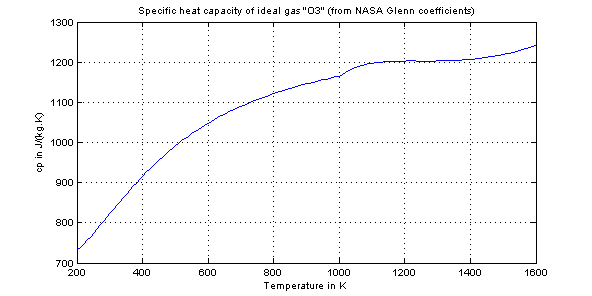 Specific heat capacity of ideal gas "O3" (from NASA Glenn coefficients)
1300
1200
1100
1000
900
800
700
cp in J/(kg.K)
200 400 600 800 1000 1200 1400 1600
Temperature in K